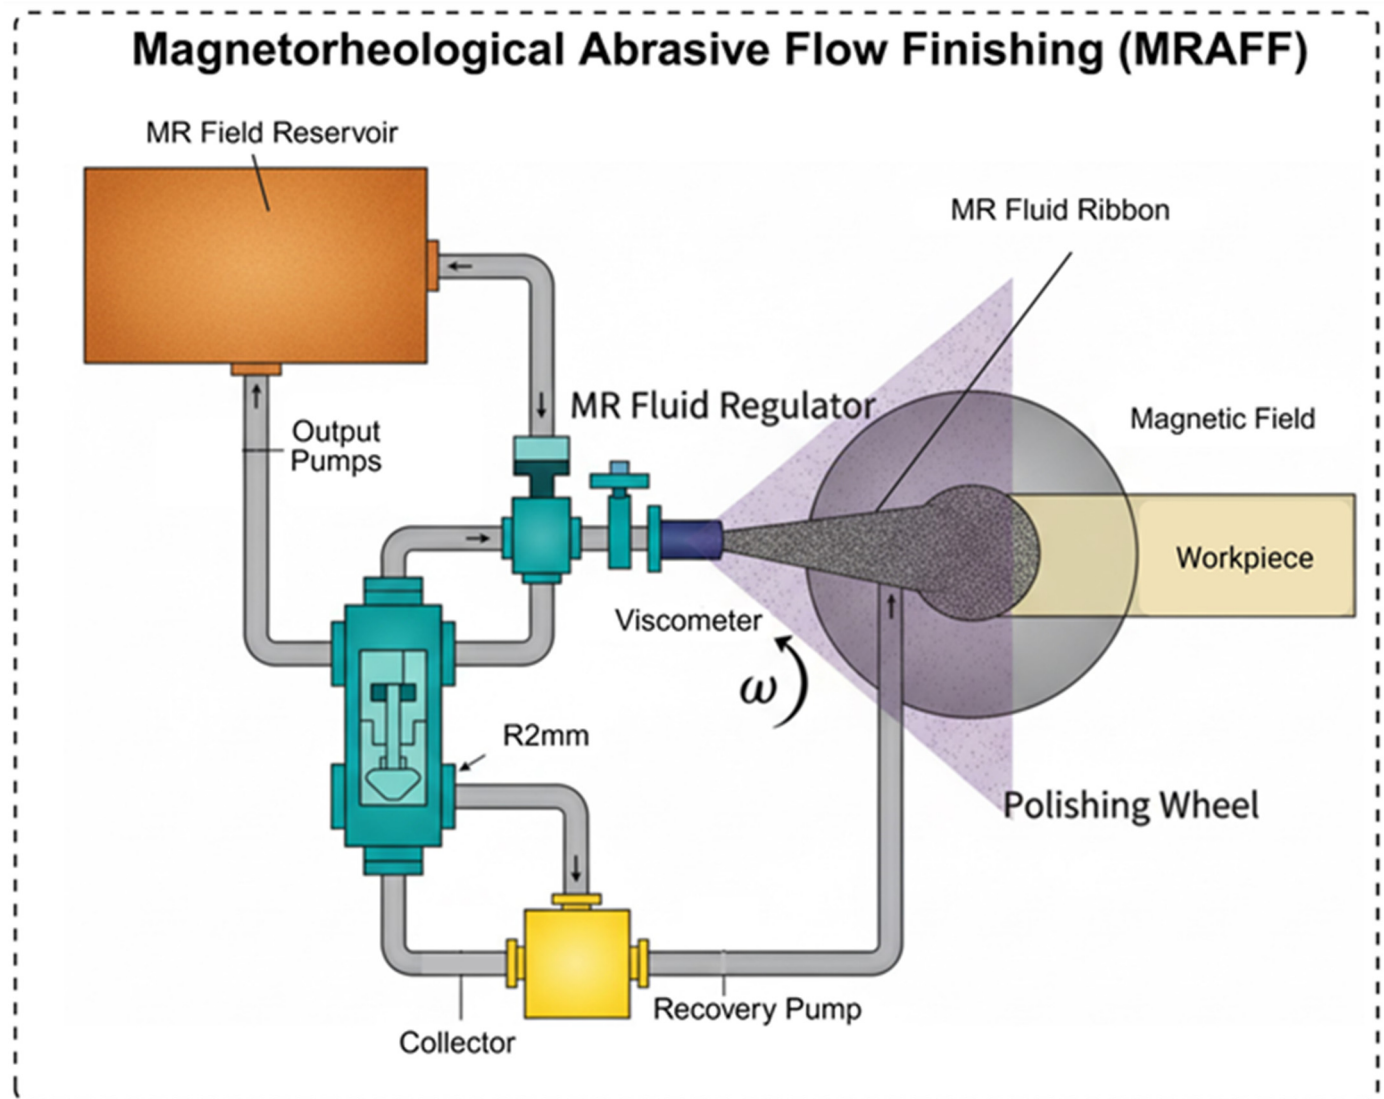 Magnetorheological Abrasive Flow Finishing (MRAFF)
MR Field Reservoir
MR Fluid Ribbon
MR Fluid Regulator
Magnetic Field
Output
Pumps
Workpiece
Viscometer
ω
R2mm
Polishing Wheel
Recovery Pump
Collector